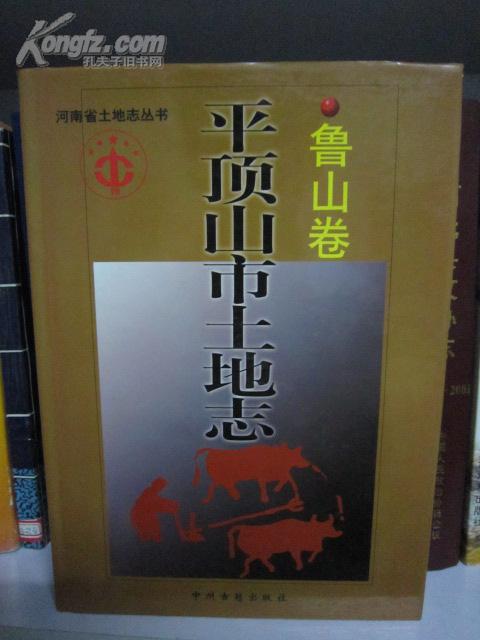 Kongfz.com
孔夫子旧书网
河南省土地志丛书
平顶山市土地志
鲁山卷
中州古籍出版社